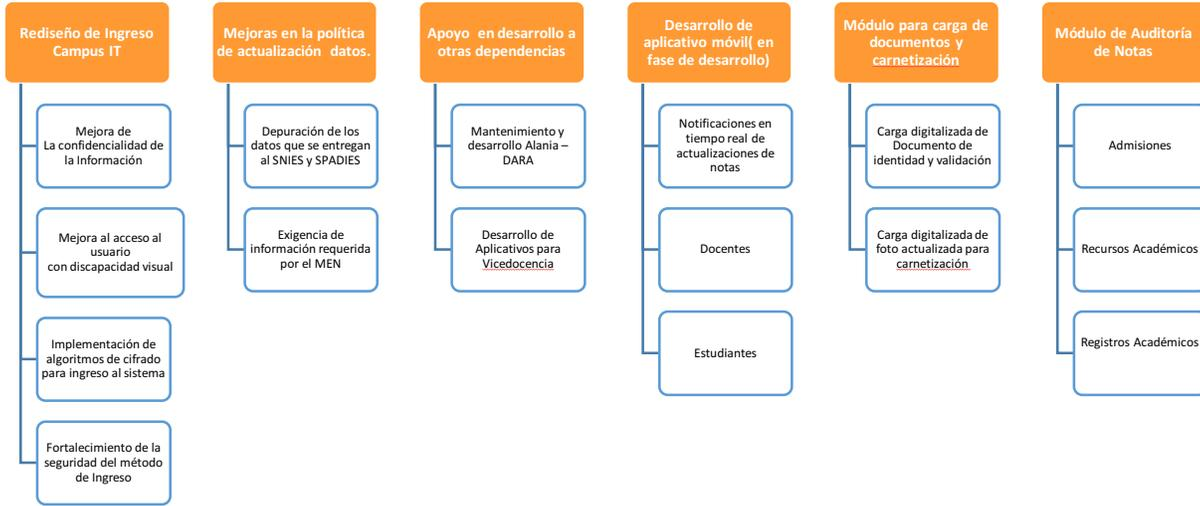 Rediseño de Ingreso
Campus IT
Mejora de
La confidencialidad de
la Información
Mejora al acceso al
usuario
con discapacidad visual
Implementación de
algoritmos de cifrado
para ingreso al sistema
Fortalecimiento de la
seguridad del método
de Ingreso
Mejoras en la política
de actualización datos.
Depuración de los
datos que se entregan
al SNIES y SPADIES
Exigencia de
información requerida
por el MEN
Apoyo en desarrollo a
otras dependencias
Mantenimiento y
desarrollo Alania –
DARA
Desarrollo de
Aplicativos para
Vicedocencia
Desarrollo de
aplicativo móvil( en
fase de desarrollo)
Notificaciones en
tiempo real de
actualizaciones de
notas
Docentes
Estudiantes
Módulo para carga de
documentos y
carnetización
Carga digitalizada de
Documento de
identidad y validación
Carga digitalizada de
foto actualizada para
carnetización
Módulo de Auditoría
de Notas
Admisiones
Recursos Académicos
Registros Académicos